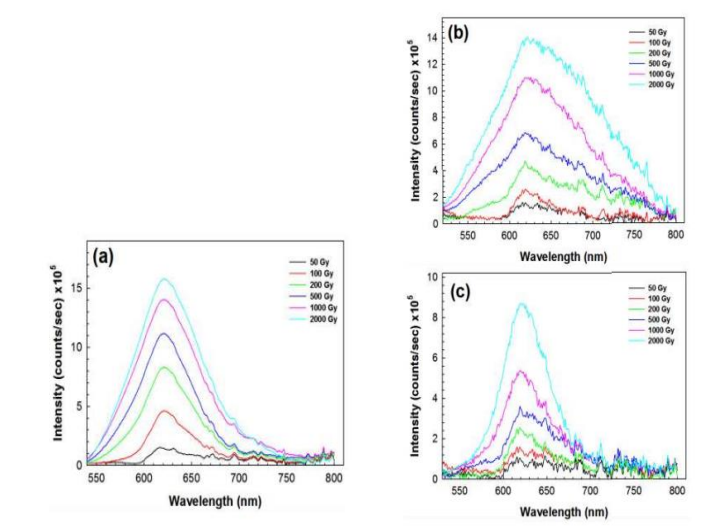 (b)
50 Gy
100 Gy
200 Gy
500 Gy
1000 Gy
2000 Gy
Intensity (counts/sec) x10⁵
14
12
10
8
6
4
2
0
550 600 650 700 750 800
Wavelength (nm)
(a)
50 Gy
100 Gy
200 Gy
500 Gy
1000 Gy
2000 Gy
Intensity (counts/sec) x10⁵
15
10
5
0
550 600 650 700 750 800
Wavelength (nm)
(c)
50 Gy
100 Gy
200 Gy
500 Gy
1000 Gy
2000 Gy
Intensity (counts/sec) x10⁵
10
8
6
4
2
0
550 600 650 700 750 800
Wavelength (nm)